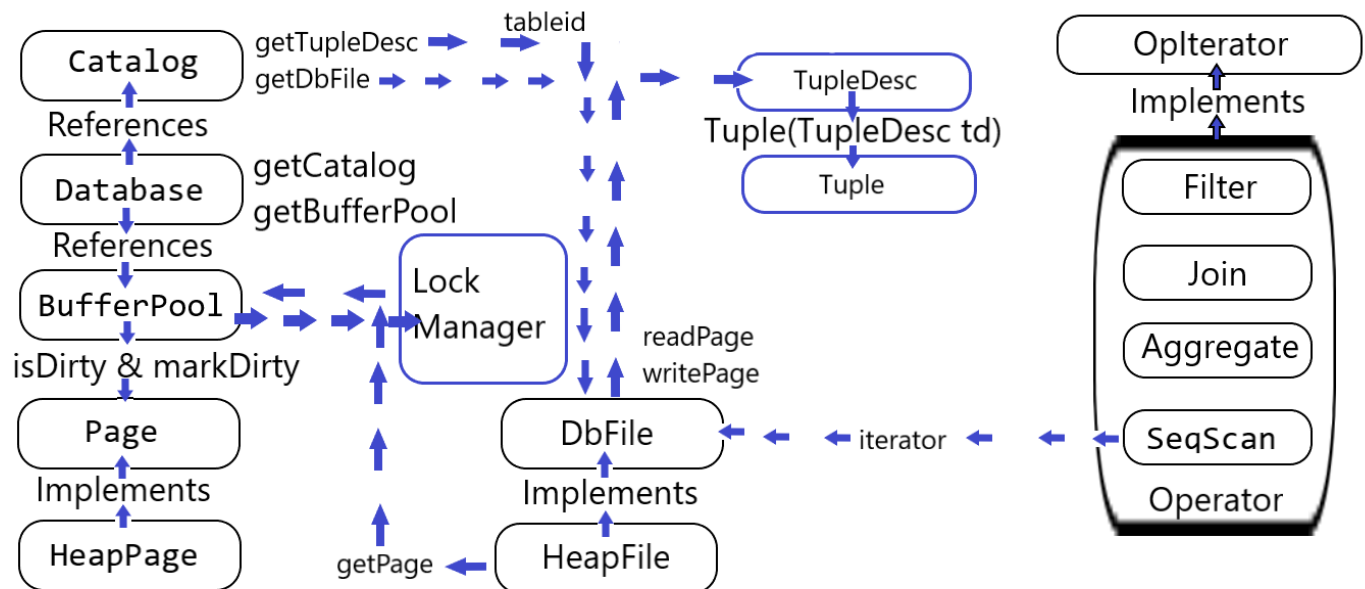 tableid
Catalog
getTupleDesc
getDbFile
References
Database
getCatalog
getBufferPool
References
BufferPool
Lock
Manager
isDirty & markDirty
Page
Implements
HeapPage
TupleDesc
Tuple(TupleDesc td)
Tuple
readPage
writePage
DbFile
Implements
HeapFile
getPage
iterator
OpIterator
Implements
Filter
Join
Aggregate
SeqScan
Operator